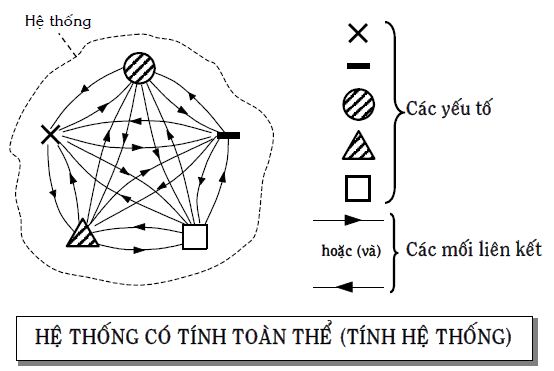 Hệ thống
Các yếu tố
hoặc (và)
Các mối liên kết
HỆ THỐNG CÓ TÍNH TOÀN THỂ (TÍNH HỆ THỐNG)